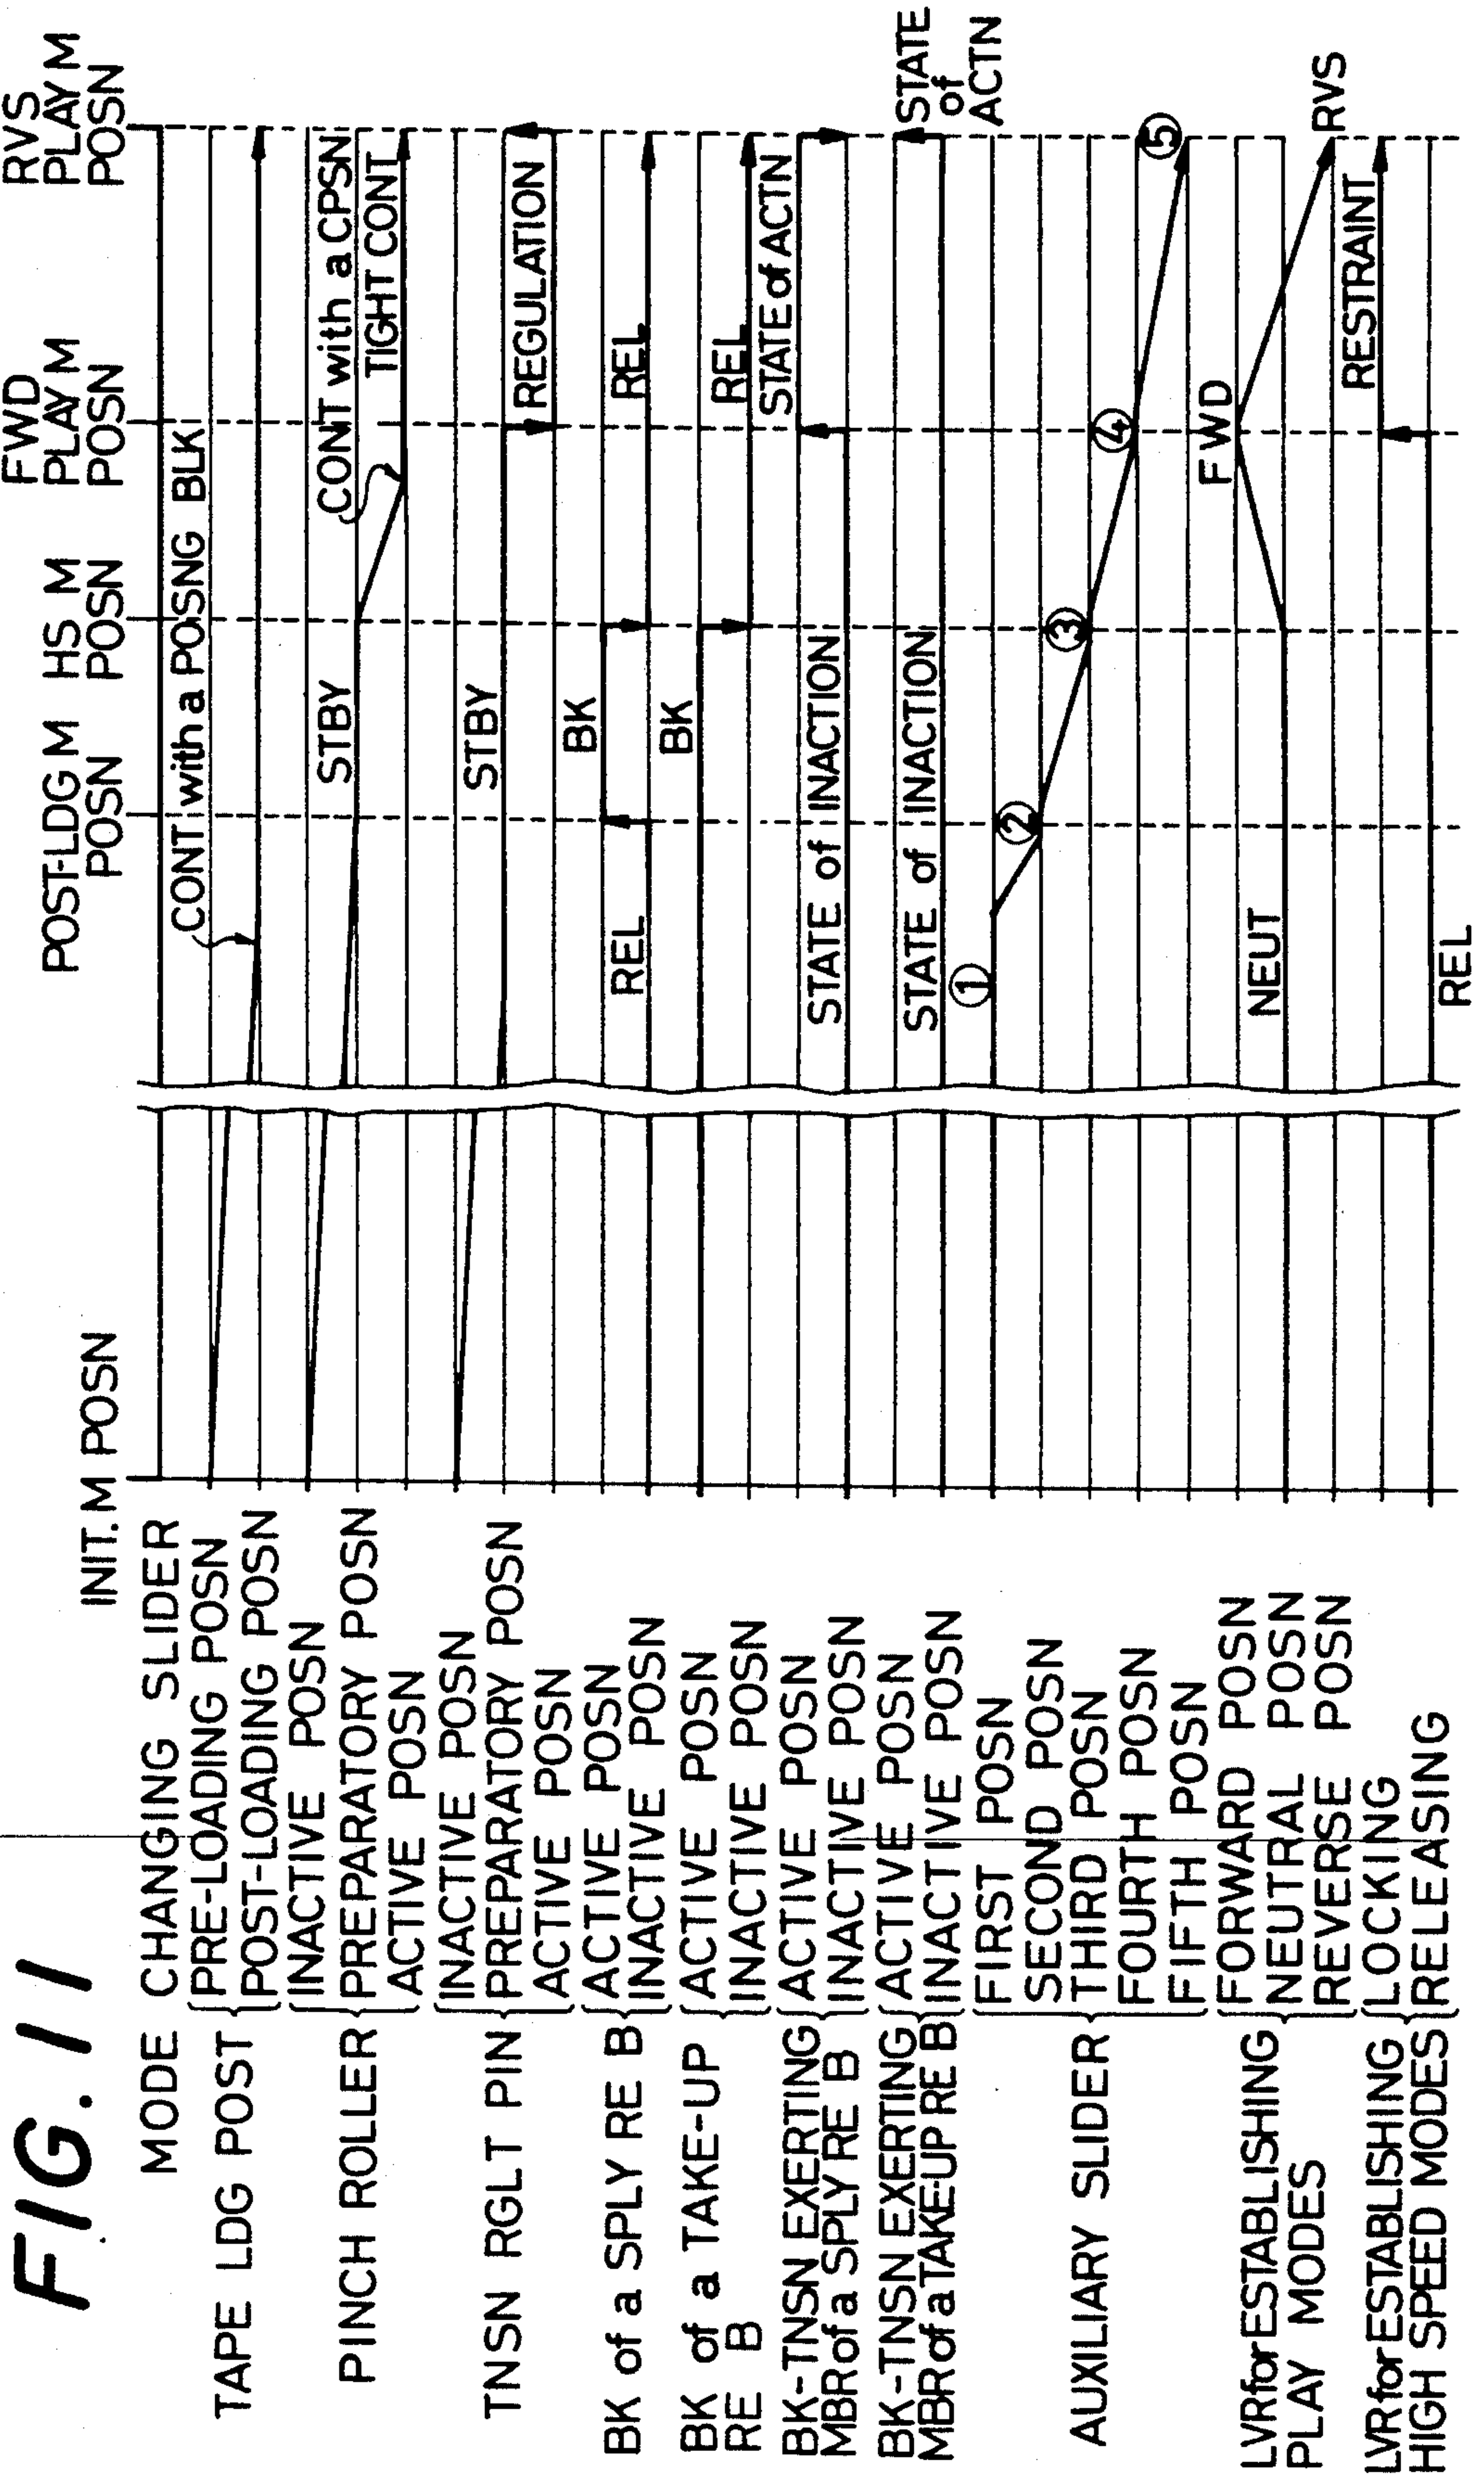 FIG. 11
INIT. M POSN
POST-LDG M
POSN
HS M
POSN
FWD
PLAY M
POSN
RVS
PLAY M
POSN
MODE CHANGING SLIDER
TAPE LDG POST
PRE-LOADING POSN
POST-LOADING POSN
CONT with a POSNG BLK
PINCH ROLLER
INACTIVE POSN
PREPARATORY POSN
ACTIVE POSN
STBY
CONT with a CPSN
TIGHT CONT
TNSN RGLT PIN
INACTIVE POSN
PREPARATORY POSN
ACTIVE POSN
STBY
REGULATION
BK of a SPLY RE B
ACTIVE POSN
INACTIVE POSN
REL
BK
REL
BK of a TAKE-UP
RE B
ACTIVE POSN
INACTIVE POSN
BK
REL
BK-TNSN EXERTING
MBR of a SPLY RE B
ACTIVE POSN
INACTIVE POSN
STATE of INACTION
STATE of ACTN
BK-TNSN EXERTING
MBR of a TAKE-UP RE B
ACTIVE POSN
INACTIVE POSN
STATE of INACTION
STATE
of
ACTN
AUXILIARY SLIDER
FIRST POSN
SECOND POSN
THIRD POSN
FOURTH POSN
FIFTH POSN
①
②
③
④
⑤
LVR for ESTABLISHING
PLAY MODES
FORWARD POSN
NEUTRAL POSN
REVERSE POSN
NEUT
FWD
RVS
LVR for ESTABLISHING
HIGH SPEED MODES
LOCKING
RELEASING
REL
RESTRAINT